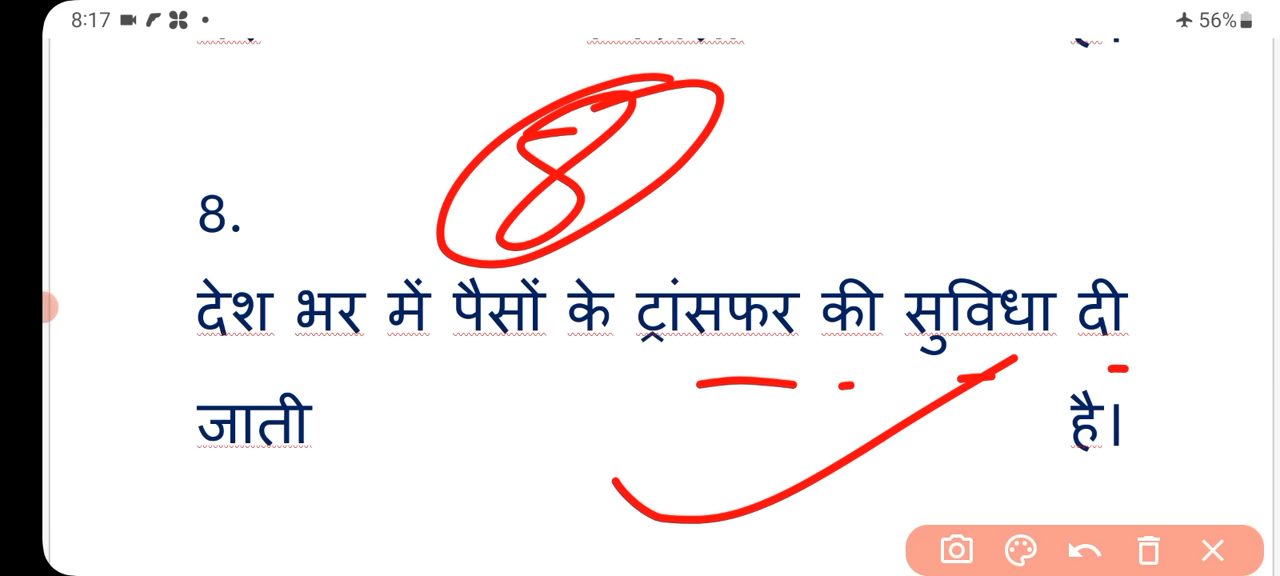 8:17
56%
8
8.
देश भर में पैसों के ट्रांसफर की सुविधा दी
जाती है।